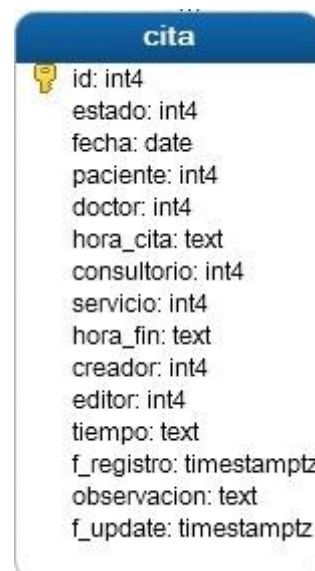 cita
id: int4
estado: int4
fecha: date
paciente: int4
doctor: int4
hora_cita: text
consultorio: int4
servicio: int4
hora_fin: text
creador: int4
editor: int4
tiempo: text
f_registro: timestamptz
observacion: text
f_update: timestamptz